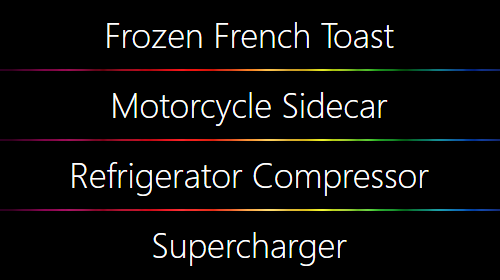 Frozen French Toast
Motorcycle Sidecar
Refrigerator Compressor
Supercharger